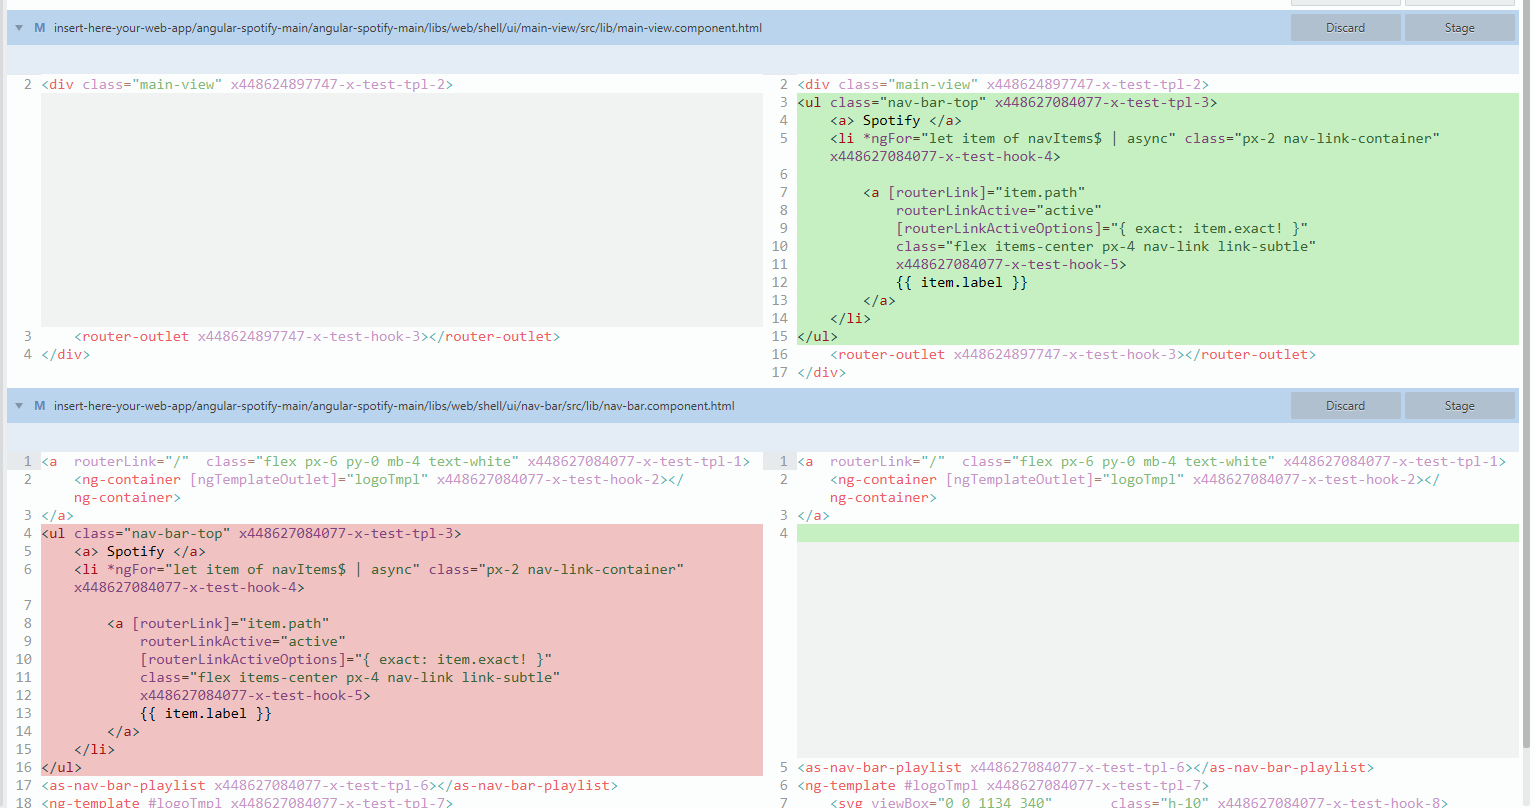 M insert-here-your-web-app/angular-spotify-main/angular-spotify-main/libs/web/shell/ui/main-view/src/lib/main-view.component.html Discard Stage
2 <div class="main-view" x448624897747-x-test-tpl-2>
3 <router-outlet x448624897747-x-test-hook-3></router-outlet>
4 </div>
2 <div class="main-view" x448624897747-x-test-tpl-2>
3 <ul class="nav-bar-top" x448627084077-x-test-tpl-3>
4 <a> Spotify </a>
5 <li *ngFor="let item of navItems$ | async" class="px-2 nav-link-container"
x448627084077-x-test-hook-4>
6
7 <a [routerLink]="item.path"
8 routerLinkActive="active"
9 [routerLinkActiveOptions]="{ exact: item.exact! }"
10 class="flex items-center px-4 nav-link link-subtle"
11 x448627084077-x-test-hook-5>
12 {{ item.label }}
13 </a>
14 </li>
15 </ul>
16 <router-outlet x448624897747-x-test-hook-3></router-outlet>
17 </div>
M insert-here-your-web-app/angular-spotify-main/angular-spotify-main/libs/web/shell/ui/nav-bar/src/lib/nav-bar.component.html Discard Stage
1 <a routerLink="/" class="flex px-6 py-0 mb-4 text-white" x448627084077-x-test-tpl-1>
2 <ng-container [ngTemplateOutlet]="logoTmpl" x448627084077-x-test-hook-2></
ng-container>
3 </a>
4 <ul class="nav-bar-top" x448627084077-x-test-tpl-3>
5 <a> Spotify </a>
6 <li *ngFor="let item of navItems$ | async" class="px-2 nav-link-container"
x448627084077-x-test-hook-4>
7
8 <a [routerLink]="item.path"
9 routerLinkActive="active"
10 [routerLinkActiveOptions]="{ exact: item.exact! }"
11 class="flex items-center px-4 nav-link link-subtle"
12 x448627084077-x-test-hook-5>
13 {{ item.label }}
14 </a>
15 </li>
16 </ul>
17 <as-nav-bar-playlist x448627084077-x-test-tpl-6></as-nav-bar-playlist>
18 <ng-template #logoTmpl x448627084077-x-test-tpl-7>
1 <a routerLink="/" class="flex px-6 py-0 mb-4 text-white" x448627084077-x-test-tpl-1>
2 <ng-container [ngTemplateOutlet]="logoTmpl" x448627084077-x-test-hook-2></
ng-container>
3 </a>
4
5 <as-nav-bar-playlist x448627084077-x-test-tpl-6></as-nav-bar-playlist>
6 <ng-template #logoTmpl x448627084077-x-test-tpl-7>
7 <svg viewBox="0 0 1134 340" class="h-10" x448627084077-x-test-hook-8>